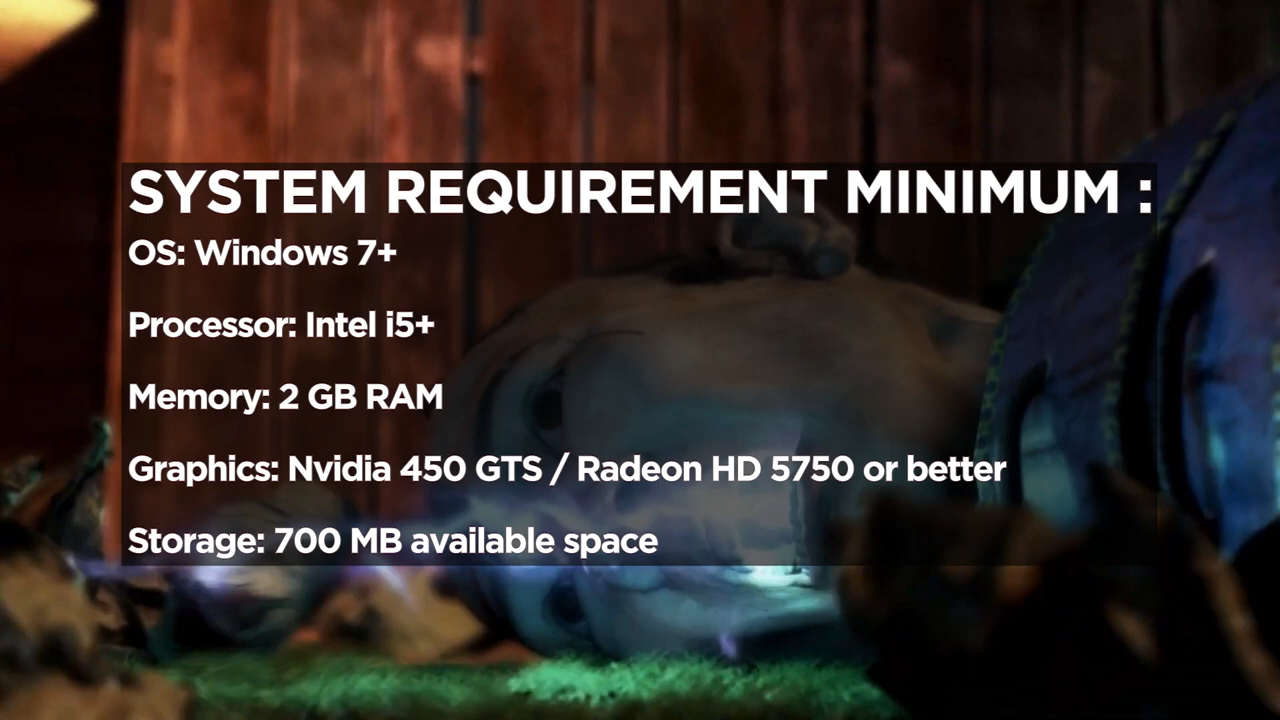 SYSTEM REQUIREMENT MINIMUM :
OS: Windows 7+
Processor: Intel i5+
Memory: 2 GB RAM
Graphics: Nvidia 450 GTS / Radeon HD 5750 or better
Storage: 700 MB available space